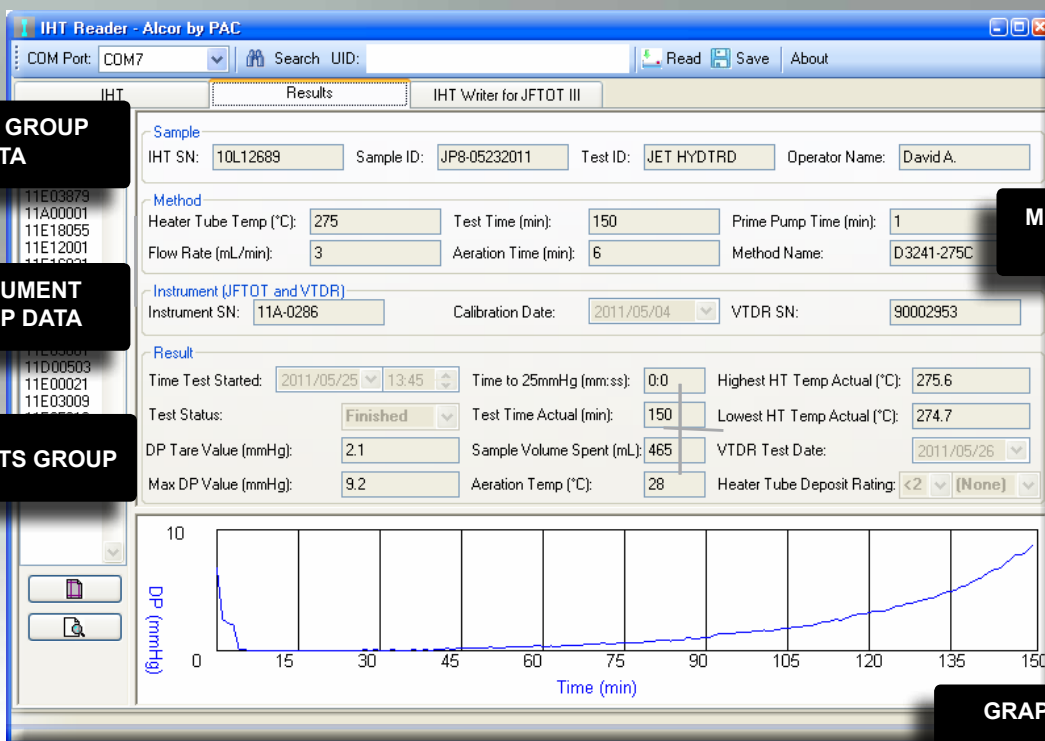 IHT Reader - Alcor by PAC
COM Port: COM7 Search UID: Read Save About
IHT Results IHT Writer for JFTOT III
GROUP
TA
11E03879
11A00001
11E18055
11E12001
UMENT
P DATA
11D00503
11E00021
11E03009
TS GROUP
Sample
IHT SN: 10L12689 Sample ID: JP8-05232011 Test ID: JET HYDTRD Operator Name: David A.
Method
Heater Tube Temp (°C): 275 Test Time (min): 150 Prime Pump Time (min): 1
Flow Rate (mL/min): 3 Aeration Time (min): 6 Method Name: D3241-275C
M
Instrument (JFTOT and VTDR)
Instrument SN: 11A-0286 Calibration Date: 2011/05/04 VTDR SN: 90002953
Result
Time Test Started: 2011/05/25 13:45 Time to 25mmHg (mm:ss): 0:0 Highest HT Temp Actual (°C): 275.6
Test Status: Finished Test Time Actual (min): 150 Lowest HT Temp Actual (°C): 274.7
DP Tare Value (mmHg): 2.1 Sample Volume Spent (mL): 465 VTDR Test Date: 2011/05/26
Max DP Value (mmHg): 9.2 Aeration Temp (°C): 28 Heater Tube Deposit Rating: <2 (None)
10
DP (mmHg)
0 15 30 45 60 75 90 105 120 135 150
Time (min)
GRAP